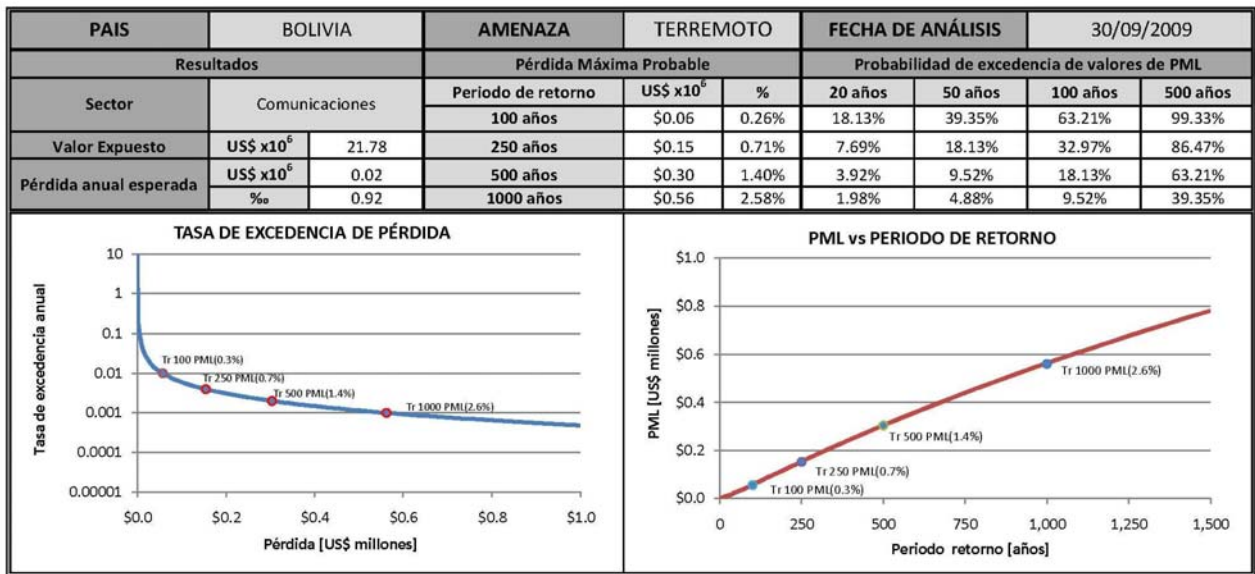 PAIS BOLIVIA AMENAZA TERREMOTO FECHA DE ANÁLISIS 30/09/2009
Resultados Pérdida Máxima Probable Probabilidad de excedencia de valores de PML
Sector Comunicaciones Periodo de retorno US$ x10⁶ % 20 años 50 años 100 años 500 años
100 años $0.06 0.26% 18.13% 39.35% 63.21% 99.33%
Valor Expuesto US$ x10⁶ 21.78 250 años $0.15 0.71% 7.69% 18.13% 32.97% 86.47%
Pérdida anual esperada US$ x10⁶ 0.02 500 años $0.30 1.40% 3.92% 9.52% 18.13% 63.21%
‰ 0.92 1000 años $0.56 2.58% 1.98% 4.88% 9.52% 39.35%
TASA DE EXCEDENCIA DE PÉRDIDA
Tasa de excedencia anual
10
1
0.1
0.01
0.001
0.0001
0.00001
Tr 100 PML(0.3%)
Tr 250 PML(0.7%)
Tr 500 PML(1.4%)
Tr 1000 PML(2.6%)
$0.0 $0.2 $0.4 $0.6 $0.8 $1.0
Pérdida [US$ millones]
PML vs PERIODO DE RETORNO
PML [US$ millones]
$1.0
$0.8
$0.6
$0.4
$0.2
$0.0
Tr 1000 PML(2.6%)
Tr 500 PML(1.4%)
Tr 250 PML(0.7%)
Tr 100 PML(0.3%)
0 250 500 750 1,000 1,250 1,500
Periodo retorno [años]